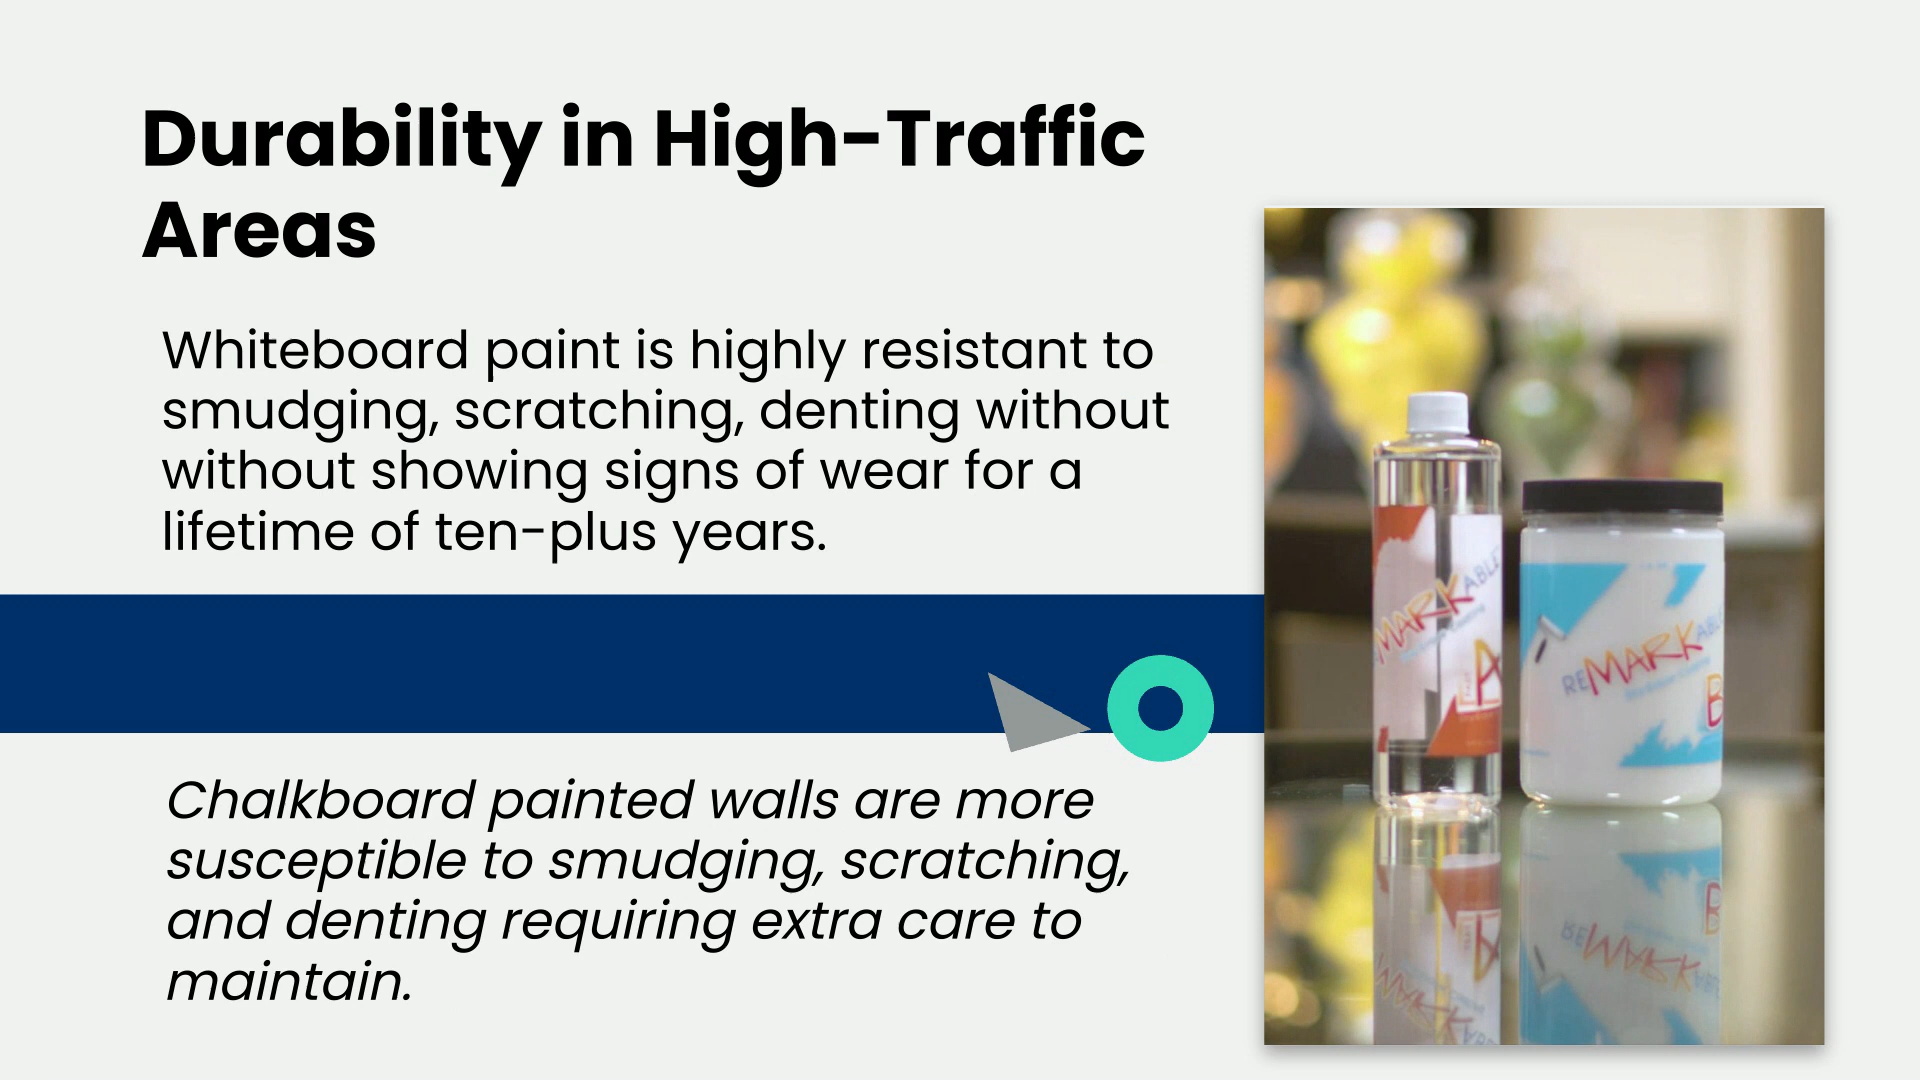 Durability in High-Traffic
Areas
Whiteboard paint is highly resistant to
smudging, scratching, denting without
without showing signs of wear for a
lifetime of ten-plus years.
Chalkboard painted walls are more
susceptible to smudging, scratching,
and denting requiring extra care to
maintain.
MARKABLE
A
REMARKABLE
B